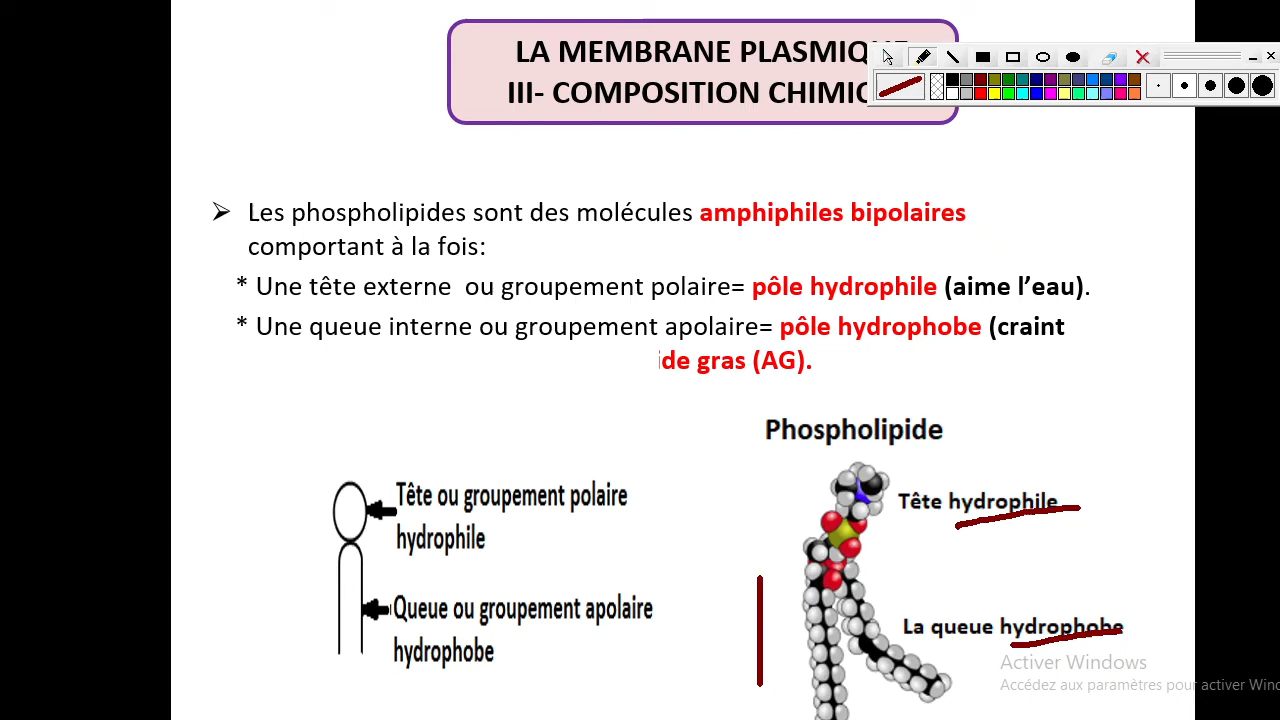 LA MEMBRANE PLASMIQUE
III- COMPOSITION CHIMIQ
➢ Les phospholipides sont des molécules amphiphiles bipolaires
comportant à la fois:
* Une tête externe ou groupement polaire= pôle hydrophile (aime l’eau).
* Une queue interne ou groupement apolaire= pôle hydrophobe (craint
ide gras (AG).
Phospholipide
Tête ou groupement polaire
hydrophile
Tête hydrophile
Queue ou groupement apolaire
hydrophobe
La queue hydrophobe
Activer Windows
Accédez aux paramètres pour activer Wind